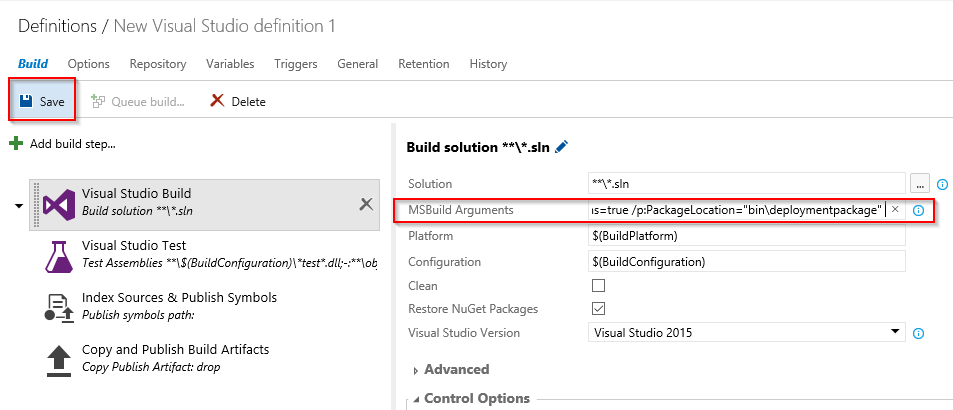 Definitions / New Visual Studio definition 1
Build Options Repository Variables Triggers General Retention History
Save Queue build... Delete
Add build step...
Visual Studio Build
Build solution **\*.sln
Visual Studio Test
Test Assemblies **\$(BuildConfiguration)\*test*.dll;-:**\obj
Index Sources & Publish Symbols
Publish symbols path:
Copy and Publish Build Artifacts
Copy Publish Artifact: drop
Build solution **\*.sln
Solution **\*.sln ...
MSBuild Arguments =true /p:PackageLocation="bin\deploymentpackage"
Platform $(BuildPlatform)
Configuration $(BuildConfiguration)
Clean
Restore NuGet Packages
Visual Studio Version Visual Studio 2015
Advanced
Control Options